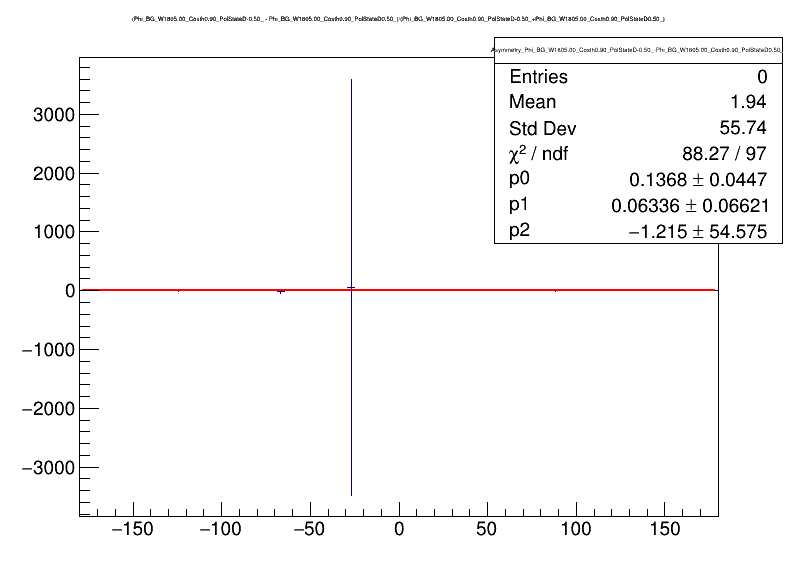 (Phi_BG_W1805.00_Costh0.90_PolStateD-0.50_ - Phi_BG_W1805.00_Costh0.90_PolStateD0.50_)/(Phi_BG_W1805.00_Costh0.90_PolStateD-0.50_+Phi_BG_W1805.00_Costh0.90_PolStateD0.50_)
Asymmetry_Phi_BG_W1805.00_Costh0.90_PolStateD-0.50_-Phi_BG_W1805.00_Costh0.90_PolStateD0.50_
Entries 0
Mean 1.94
Std Dev 55.74
χ² / ndf 88.27 / 97
p0 0.1368 ± 0.0447
p1 0.06336 ± 0.06621
p2 −1.215 ± 54.575
3000
2000
1000
0
−1000
−2000
−3000
−150 −100 −50 0 50 100 150